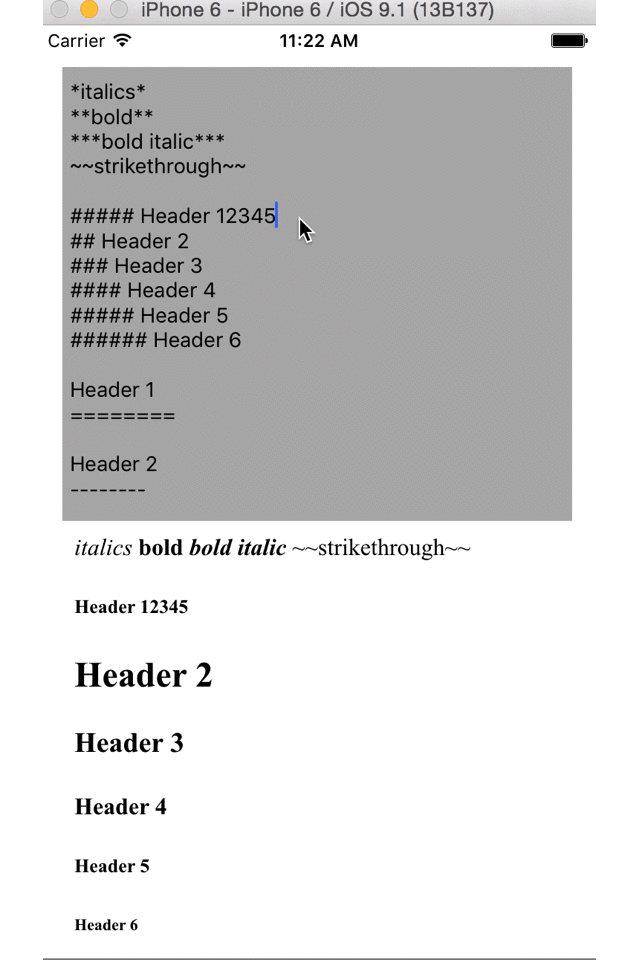 iPhone 6 - iPhone 6 / iOS 9.1 (13B137)
Carrier 11:22 AM
*italics*
**bold**
***bold italic***
~~strikethrough~~
##### Header 12345
## Header 2
### Header 3
#### Header 4
##### Header 5
###### Header 6
Header 1
========
Header 2
--------
italics bold bold italic ~~strikethrough~~
Header 12345
Header 2
Header 3
Header 4
Header 5
Header 6